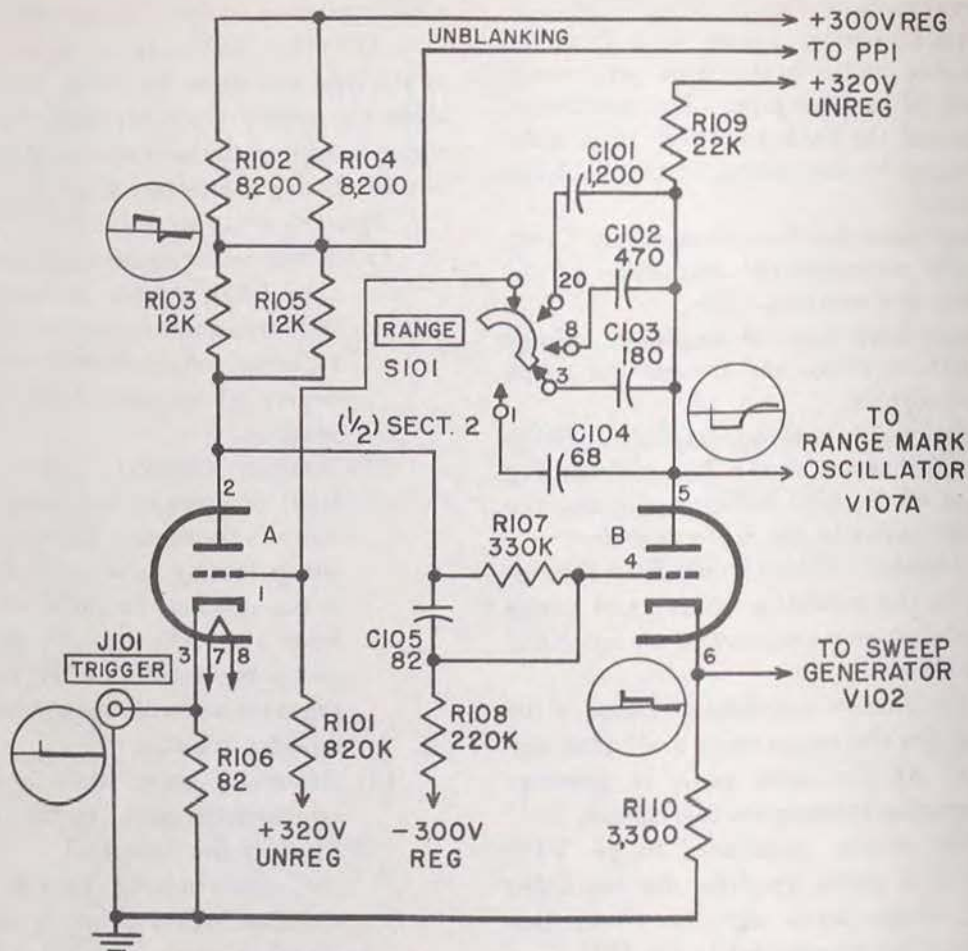 +300V REG
UNBLANKING
TO PPI
+320V
UNREG
R109
22K
R102
8,200
R104
8,200
C101
1,200
C102
470
20
R103
12K
R105
12K
RANGE
S101
8
C103
180
3
1
(½) SECT. 2
C104
68
TO
RANGE MARK
OSCILLATOR
V107A
2
5
A
R107
330K
B
4
1
C105
82
J101
TRIGGER
3
7
8
6
TO SWEEP
GENERATOR
V102
R106
82
R101
820K
R108
220K
R110
3,300
+320V
UNREG
-300V
REG